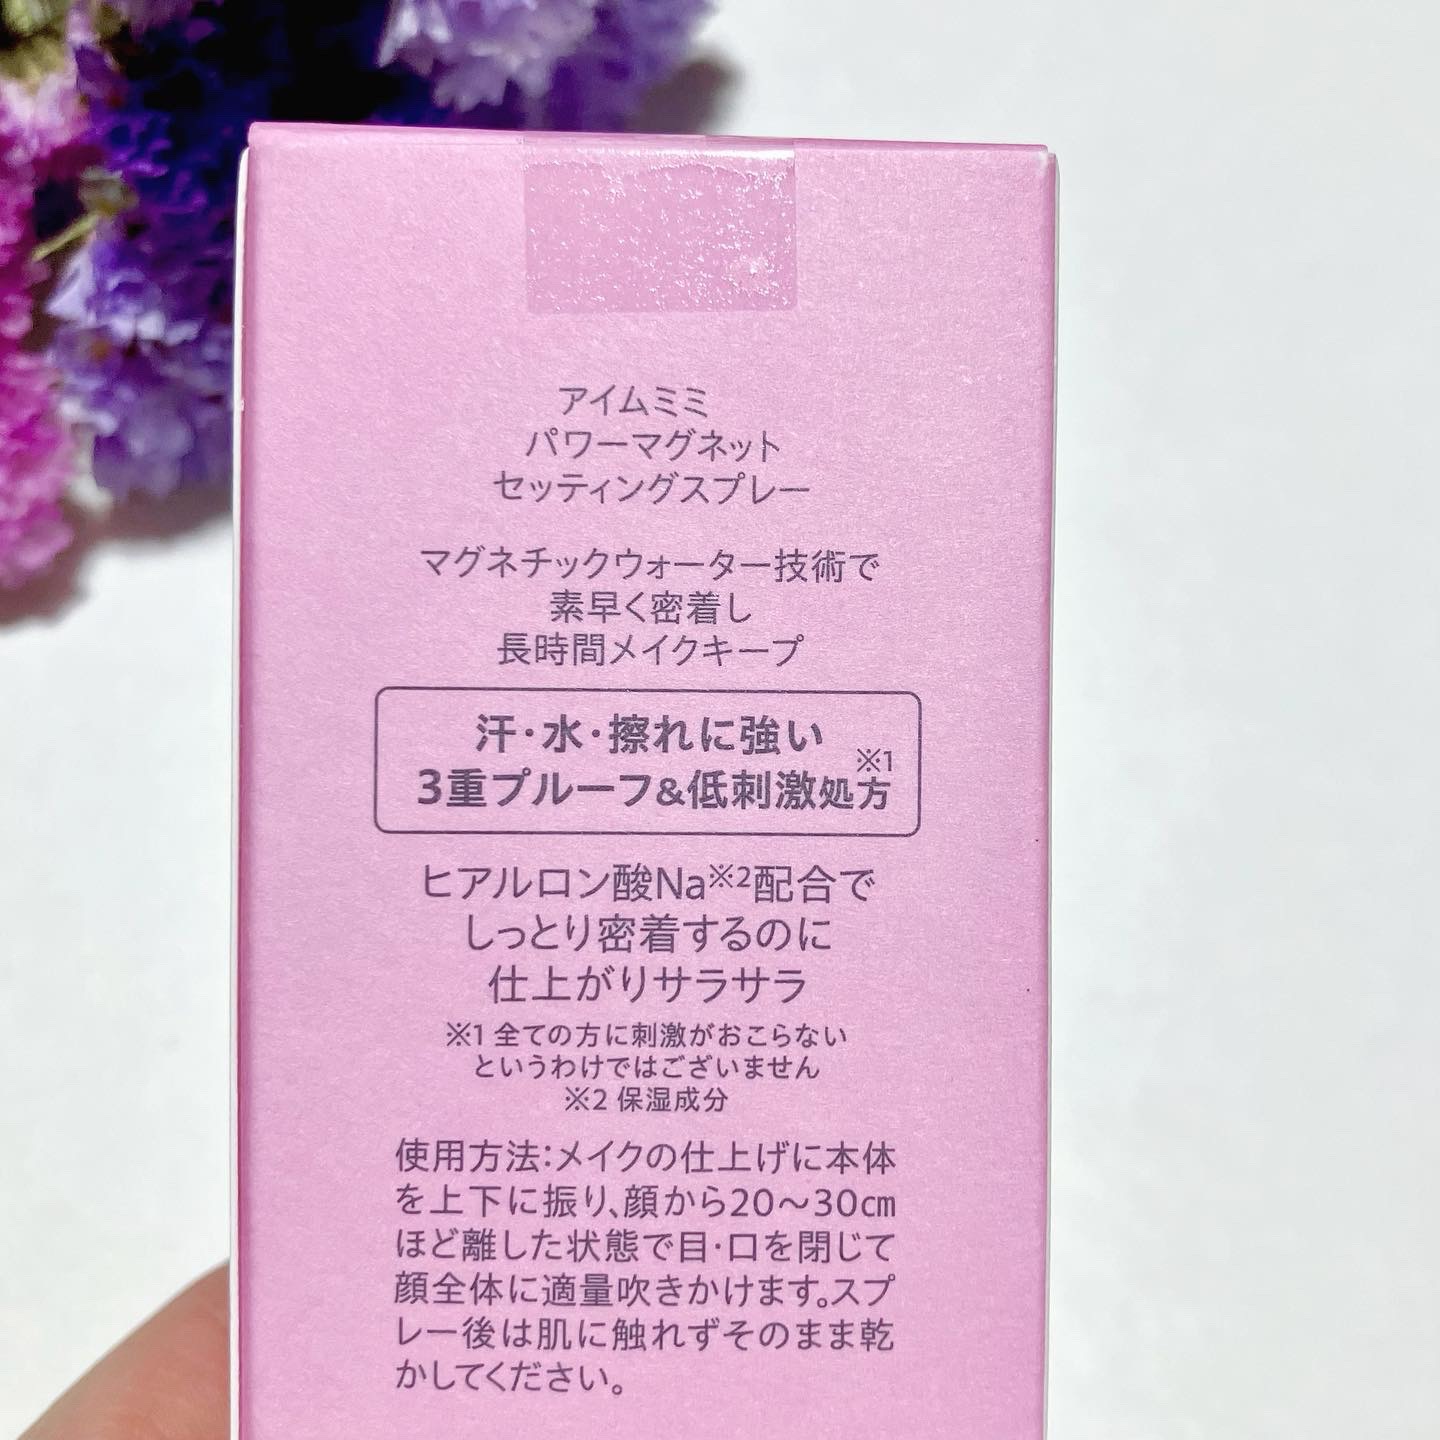 アイムミミ
パワーマグネット
セッティングスプレー
マグネチックウォーター技術で
素早く密着し
長時間メイクキープ
汗・水・擦れに強い
3重プルーフ&低刺激処方※1
ヒアルロン酸Na※2配合で
しっとり密着するのに
仕上がりサラサラ
※1 全ての方に刺激がおこらない
というわけではございません
※2 保湿成分
使用方法:メイクの仕上げに本体
を上下に振り、顔から20〜30㎝
ほど離した状態で目・口を閉じて
顔全体に適量吹きかけます。スプ
レー後は肌に触れずそのまま乾
かしてください。